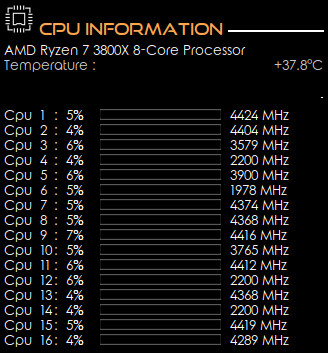 CPU INFORMATION
AMD Ryzen 7 3800X 8-Core Processor
Temperature : +37.8°C
Cpu 1 : 5% 4424 MHz
Cpu 2 : 4% 4404 MHz
Cpu 3 : 6% 3579 MHz
Cpu 4 : 4% 2200 MHz
Cpu 5 : 6% 3900 MHz
Cpu 6 : 5% 1978 MHz
Cpu 7 : 5% 4374 MHz
Cpu 8 : 5% 4368 MHz
Cpu 9 : 7% 4416 MHz
Cpu 10 : 5% 3765 MHz
Cpu 11 : 6% 4412 MHz
Cpu 12 : 6% 2200 MHz
Cpu 13 : 4% 4368 MHz
Cpu 14 : 4% 2200 MHz
Cpu 15 : 5% 4419 MHz
Cpu 16 : 4% 4289 MHz